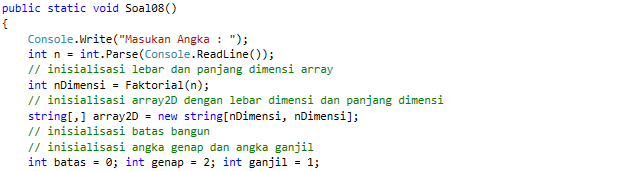 public static void Soal08()
{
Console.Write("Masukan Angka : ");
int n = int.Parse(Console.ReadLine());
// inisialisasi lebar dan panjang dimensi array
int nDimensi = Faktorial(n);
// inisialisasi array2D dengan lebar dimensi dan panjang dimensi
string[,] array2D = new string[nDimensi, nDimensi];
// inisialisasi batas bangun
// inisialisasi angka genap dan angka ganjil
int batas = 0; int genap = 2; int ganjil = 1;